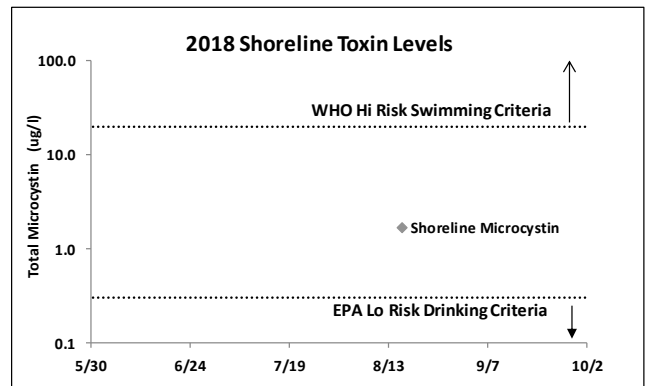 2018 Shoreline Toxin Levels
Total Microcystin (ug/l)
100.0
10.0
1.0
0.1
WHO Hi Risk Swimming Criteria
Shoreline Microcystin
EPA Lo Risk Drinking Criteria
5/30 6/24 7/19 8/13 9/7 10/2